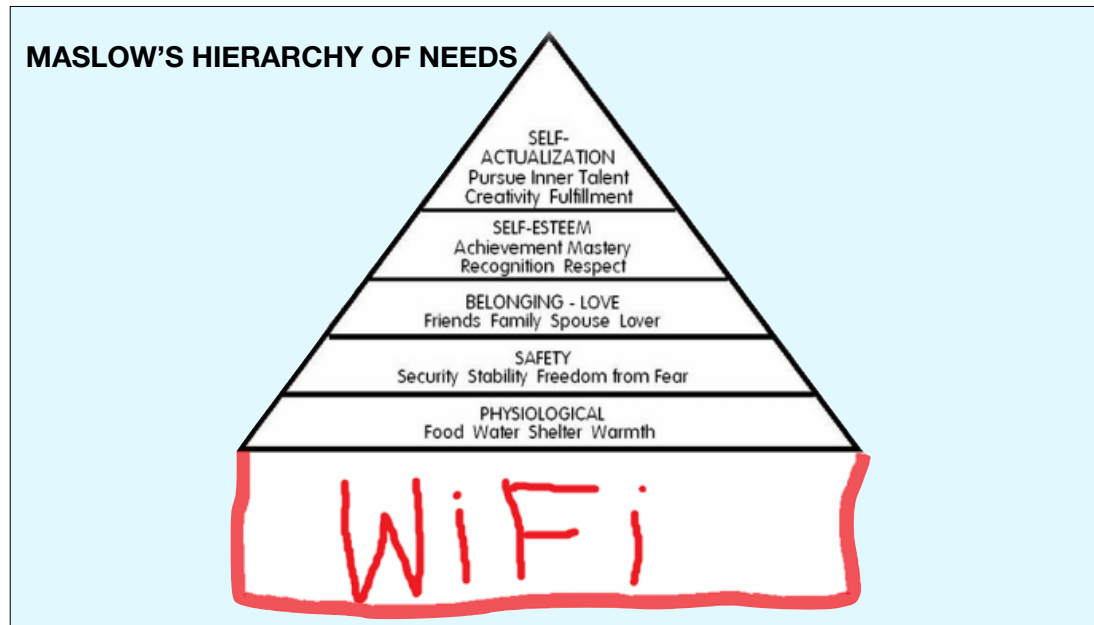 MASLOW’S HIERARCHY OF NEEDS
SELF-
ACTUALIZATION
Pursue Inner Talent
Creativity Fulfillment
SELF-ESTEEM
Achievement Mastery
Recognition Respect
BELONGING - LOVE
Friends Family Spouse Lover
SAFETY
Security Stability Freedom from Fear
PHYSIOLOGICAL
Food Water Shelter Warmth
WiFi